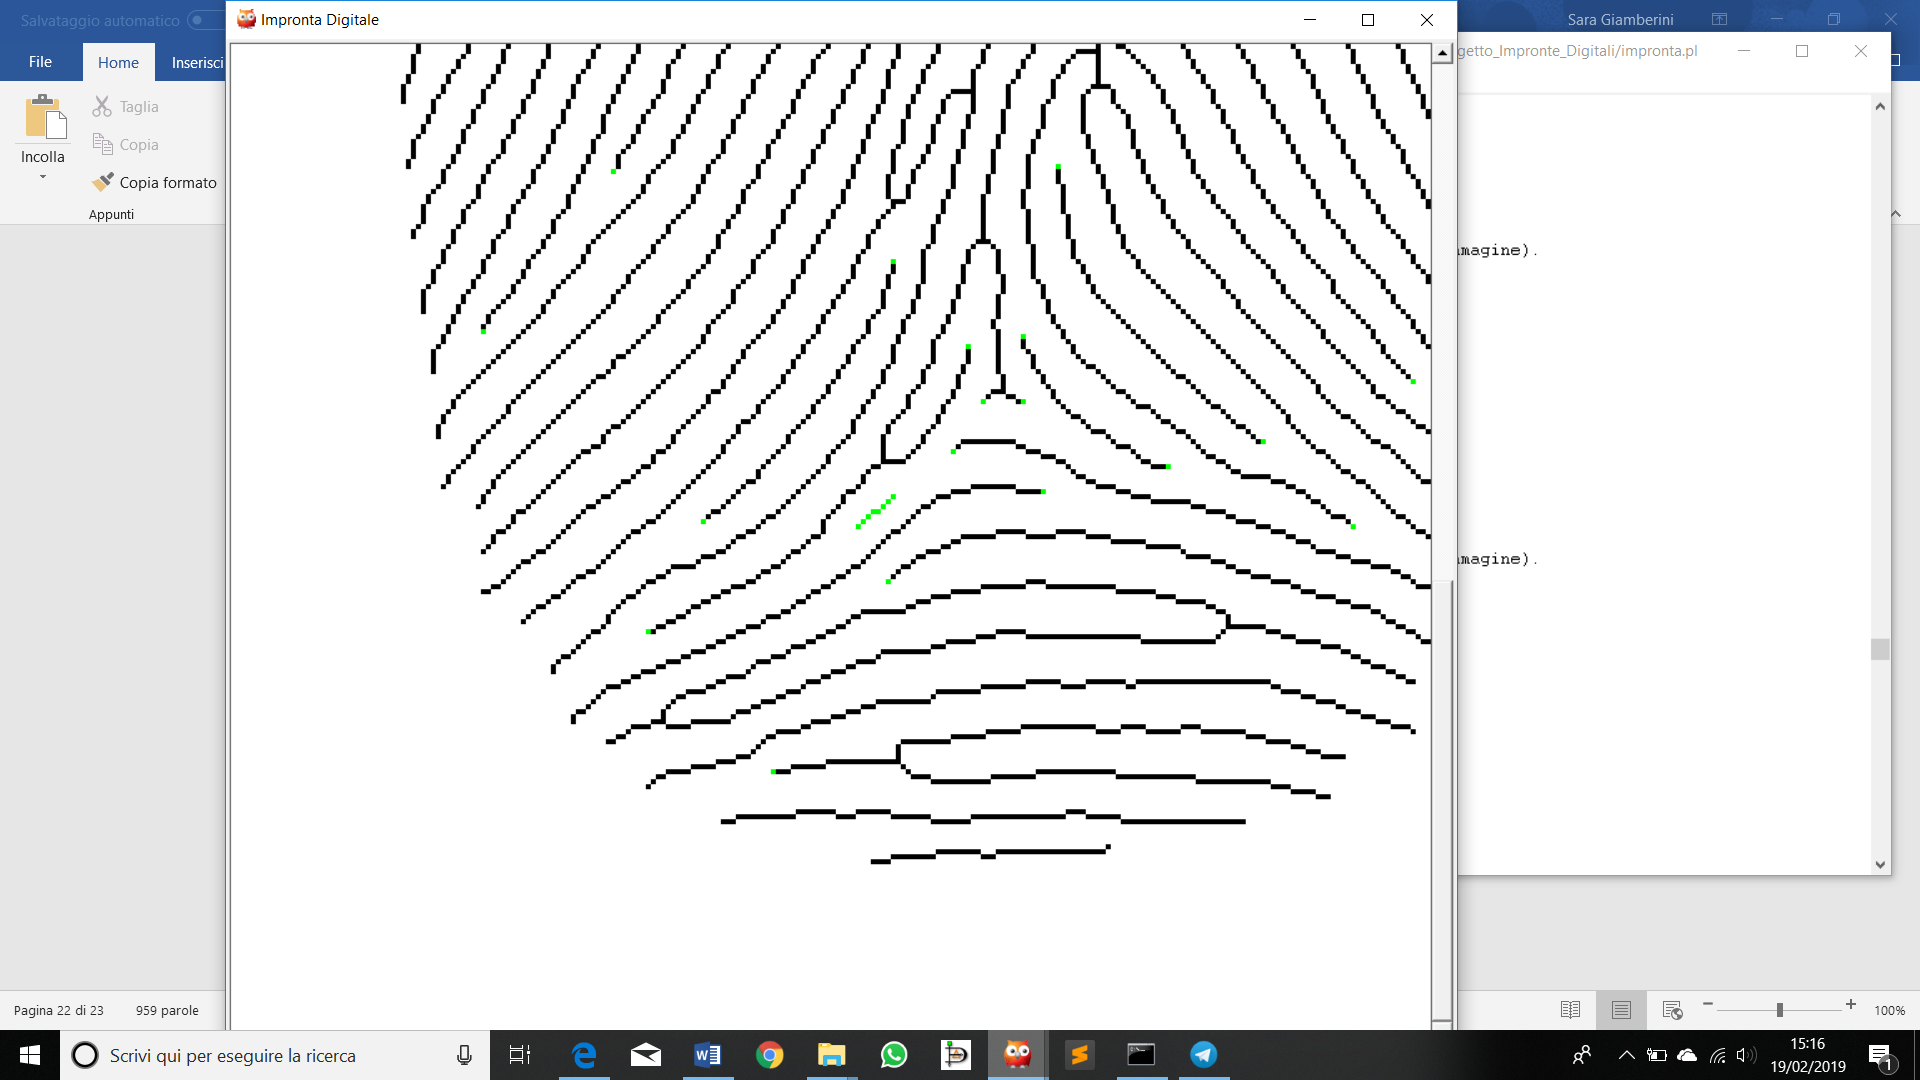 Salvataggio automatico
Impronta Digitale
Sara Giamberini
getto_Impronte_Digitali/impronta.pl
File
Home
Inserisci
Taglia
Copia
Incolla
Copia formato
Appunti
magine).
magine).
Pagina 22 di 23
959 parole
100%
Scrivi qui per eseguire la ricerca
15:16
19/02/2019
1